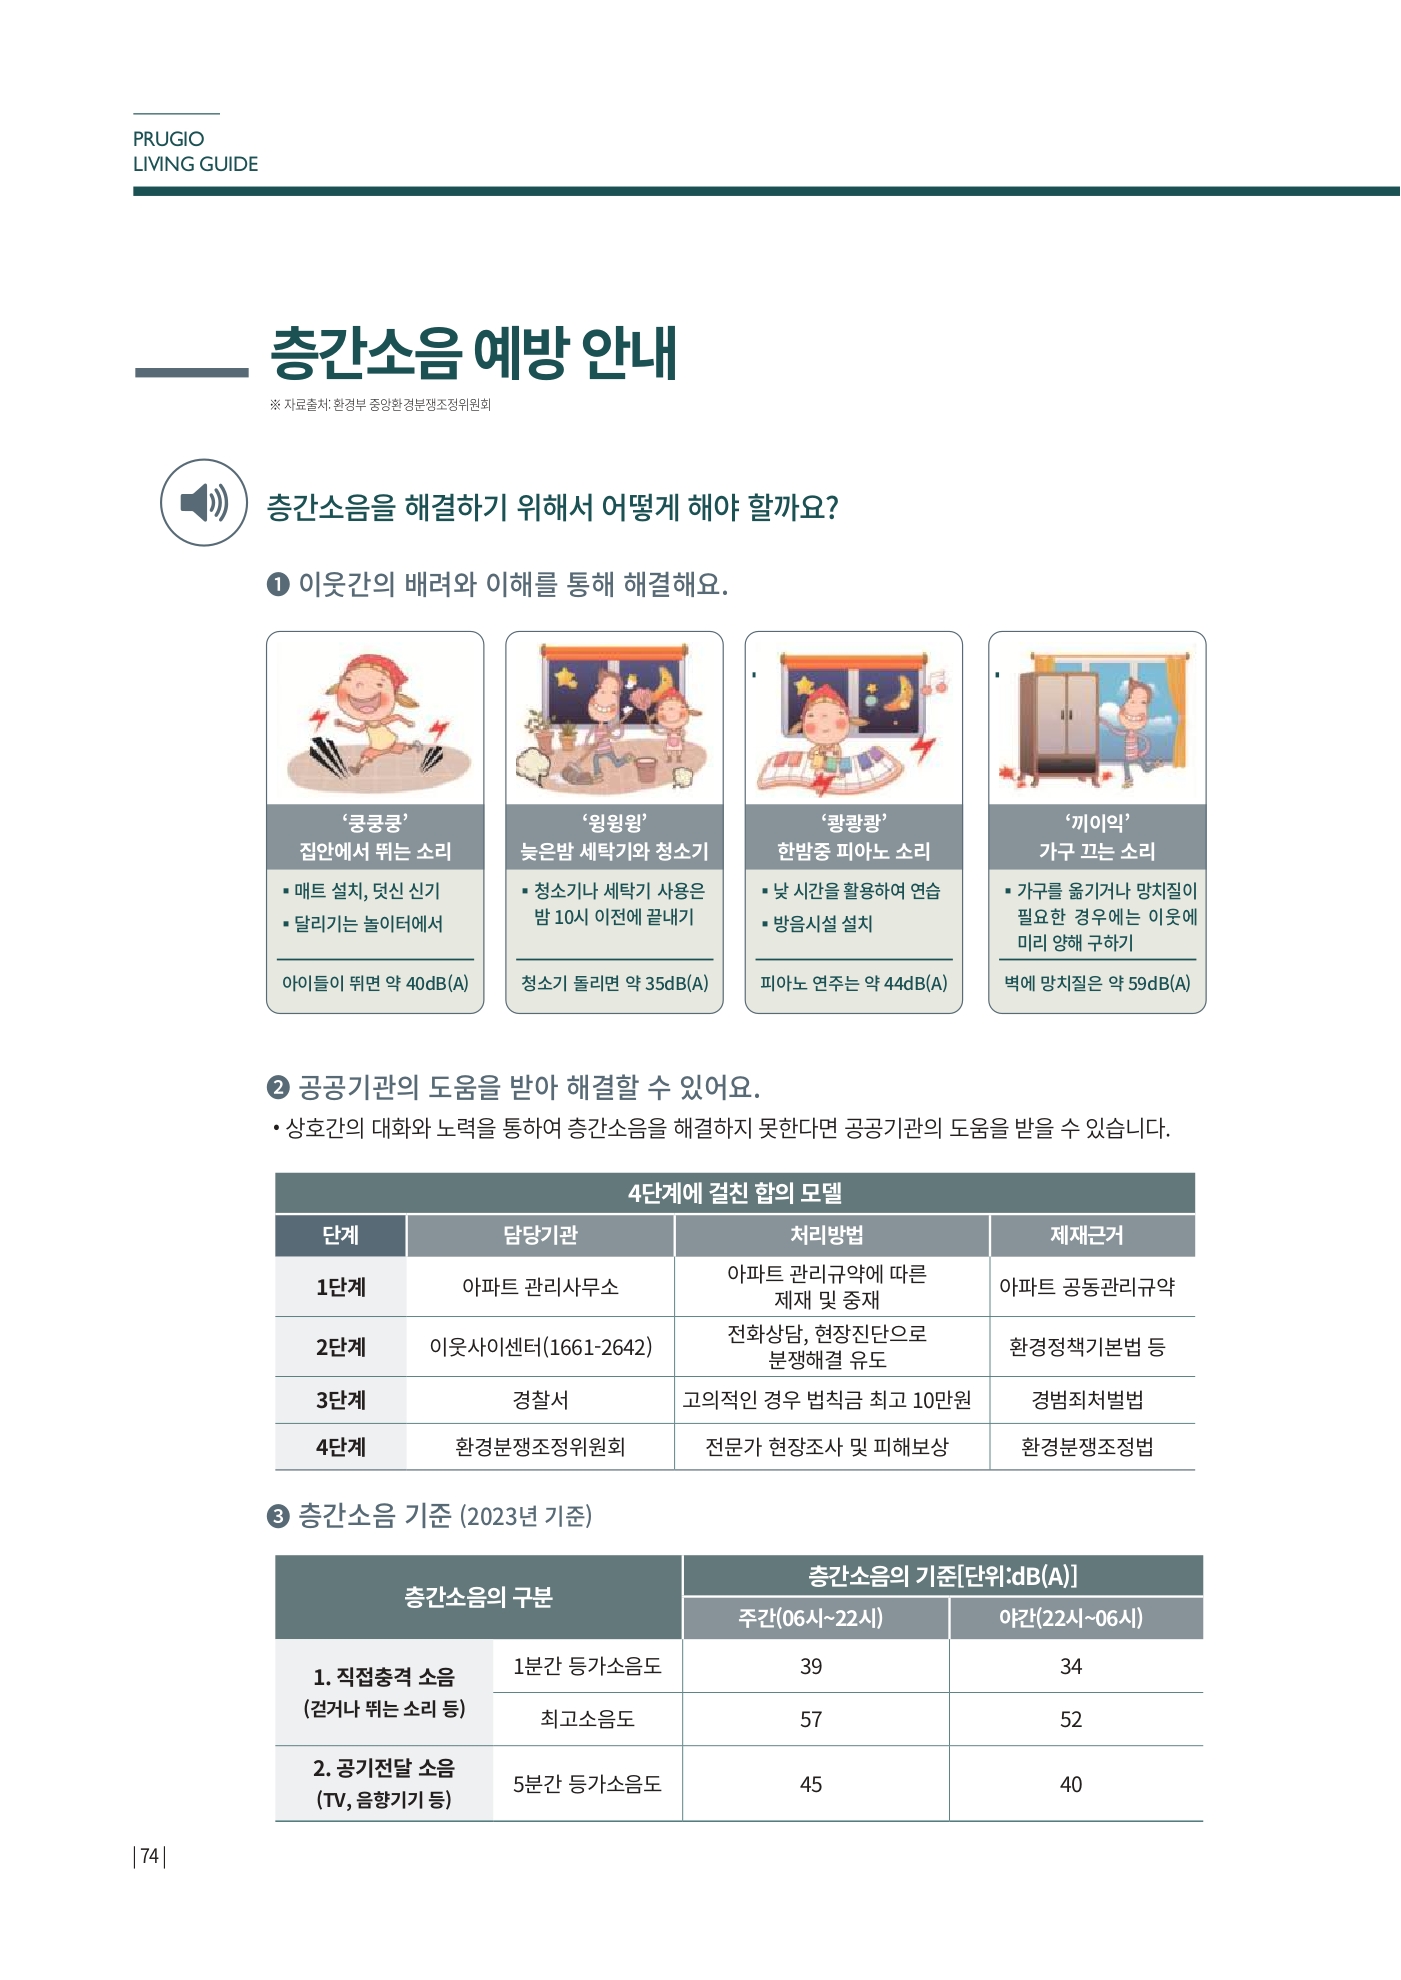 PRUGIO
LIVING GUIDE
층간소음 예방 안내
※ 자료출처: 환경부 중앙환경분쟁조정위원회
층간소음을 해결하기 위해서 어떻게 해야 할까요?
❶ 이웃간의 배려와 이해를 통해 해결해요.
‘쿵쿵쿵’
집안에서 뛰는 소리
▪ 매트 설치, 덧신 신기
▪ 달리기는 놀이터에서
아이들이 뛰면 약 40dB(A)
‘윙윙윙’
늦은밤 세탁기와 청소기
▪ 청소기나 세탁기 사용은
밤 10시 이전에 끝내기
청소기 돌리면 약 35dB(A)
‘쾅쾅쾅’
한밤중 피아노 소리
▪ 낮 시간을 활용하여 연습
▪ 방음시설 설치
피아노 연주는 약 44dB(A)
‘끼이익’
가구 끄는 소리
▪ 가구를 옮기거나 망치질이
필요한 경우에는 이웃에
미리 양해 구하기
벽에 망치질은 약 59dB(A)
❷ 공공기관의 도움을 받아 해결할 수 있어요.
• 상호간의 대화와 노력을 통하여 층간소음을 해결하지 못한다면 공공기관의 도움을 받을 수 있습니다.
4단계에 걸친 합의 모델
단계 담당기관 처리방법 제재근거
1단계 아파트 관리사무소 아파트 관리규약에 따른
제재 및 중재 아파트 공동관리규약
2단계 이웃사이센터(1661-2642) 전화상담, 현장진단으로
분쟁해결 유도 환경정책기본법 등
3단계 경찰서 고의적인 경우 법칙금 최고 10만원 경범죄처벌법
4단계 환경분쟁조정위원회 전문가 현장조사 및 피해보상 환경분쟁조정법
❸ 층간소음 기준 (2023년 기준)
층간소음의 구분 층간소음의 기준[단위:dB(A)]
주간(06시~22시) 야간(22시~06시)
1. 직접충격 소음
(걷거나 뛰는 소리 등)
1분간 등가소음도 39 34
최고소음도 57 52
2. 공기전달 소음
(TV, 음향기기 등)
5분간 등가소음도 45 40
| 74 |